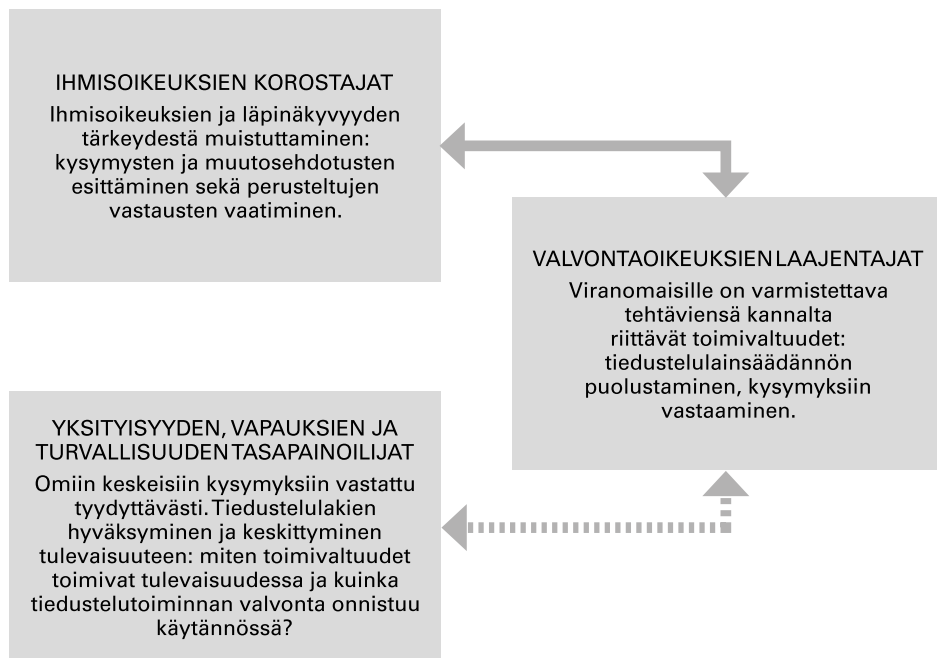 IHMISOIKEUKSIEN KOROSTAJAT
Ihmisoikeuksien ja läpinäkyvyyden
tärkeydestä muistuttaminen:
kysymysten ja muutosehdotusten
esittäminen sekä perusteltujen
vastausten vaatiminen.
VALVONTAOIKEUKSIEN LAAJENTAJAT
Viranomaisille on varmistettava
tehtäviensä kannalta
riittävät toimivaltuudet:
tiedustelulainsäädännön
puolustaminen, kysymyksiin
vastaaminen.
YKSITYISYYDEN, VAPAUKSIEN JA
TURVALLISUUDEN TASAPAINOILIJAT
Omiin keskeisiin kysymyksiin vastattu
tyydyttävästi. Tiedustelulakien
hyväksyminen ja keskittyminen
tulevaisuuteen: miten toimivaltuudet
toimivat tulevaisuudessa ja kuinka
tiedustelutoiminnan valvonta onnistuu
käytännössä?